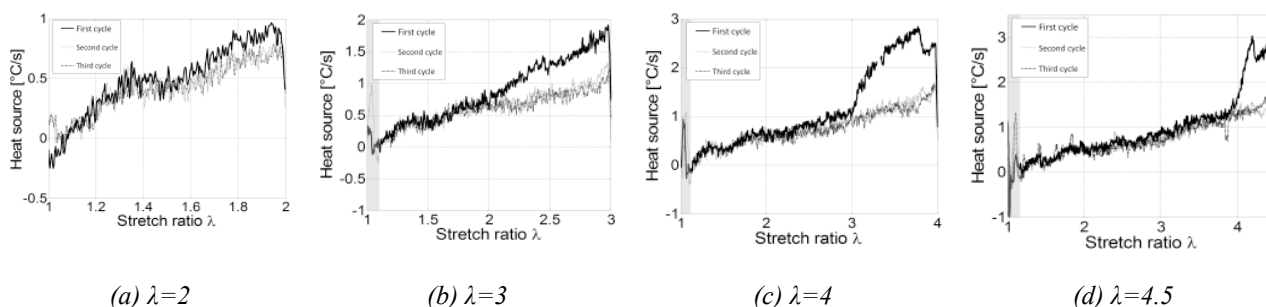 1
0.5
0
-0.5
Heat source [°C/s]
First cycle
Second cycle
Third cycle
1
1.2
1.4
1.6
1.8
2
Stretch ratio λ
(a) λ=2
2
1.5
1
0.5
0
-0.5
-1
Heat source [°C/s]
First cycle
Second cycle
Third cycle
1
1.5
2
2.5
3
Stretch ratio λ
(b) λ=3
3
2
1
0
-1
Heat source [°C/s]
First cycle
Second cycle
Third cycle
1
2
3
4
Stretch ratio λ
(c) λ=4
3
2
1
0
-1
Heat source [°C/s]
First cycle
Second cycle
Third cycle
1
2
3
4
Stretch ratio λ
(d) λ=4.5